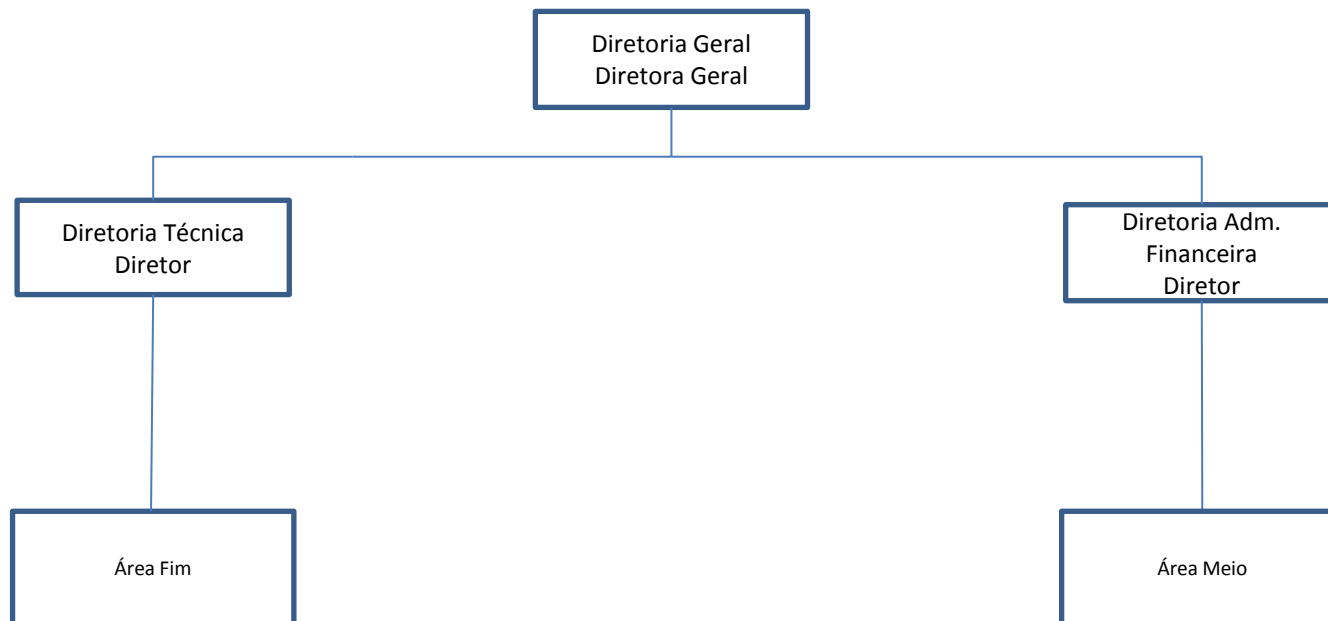 Diretoria Geral
Diretora Geral
Diretoria Técnica
Diretor
Diretoria Adm.
Financeira
Diretor
Área Fim
Área Meio